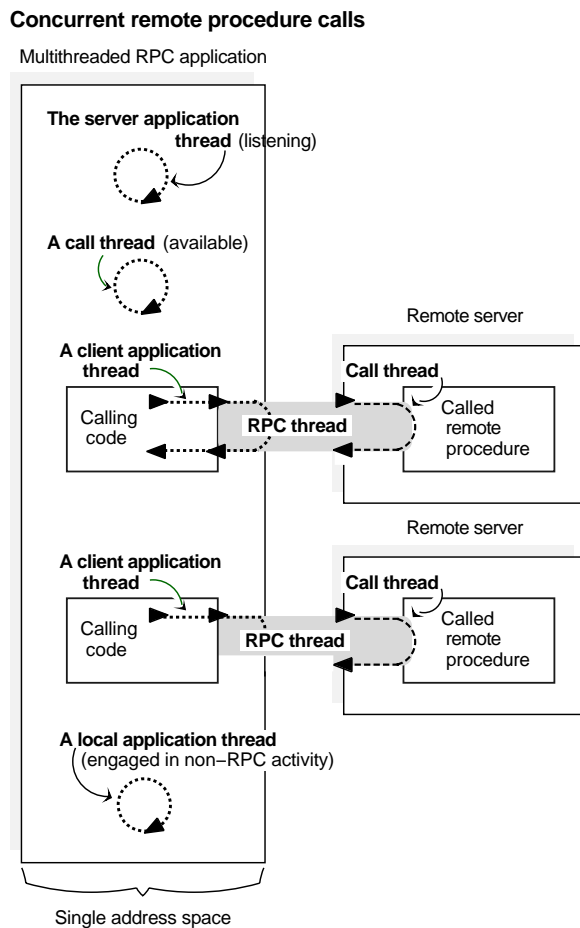 Concurrent remote procedure calls
Multithreaded RPC application
The server application
thread (listening)
A call thread (available)
Remote server
A client application
thread
Call thread
Calling
code
RPC thread
Called
remote
procedure
Remote server
A client application
thread
Call thread
Calling
code
RPC thread
Called
remote
procedure
A local application thread
(engaged in non−RPC activity)
Single address space